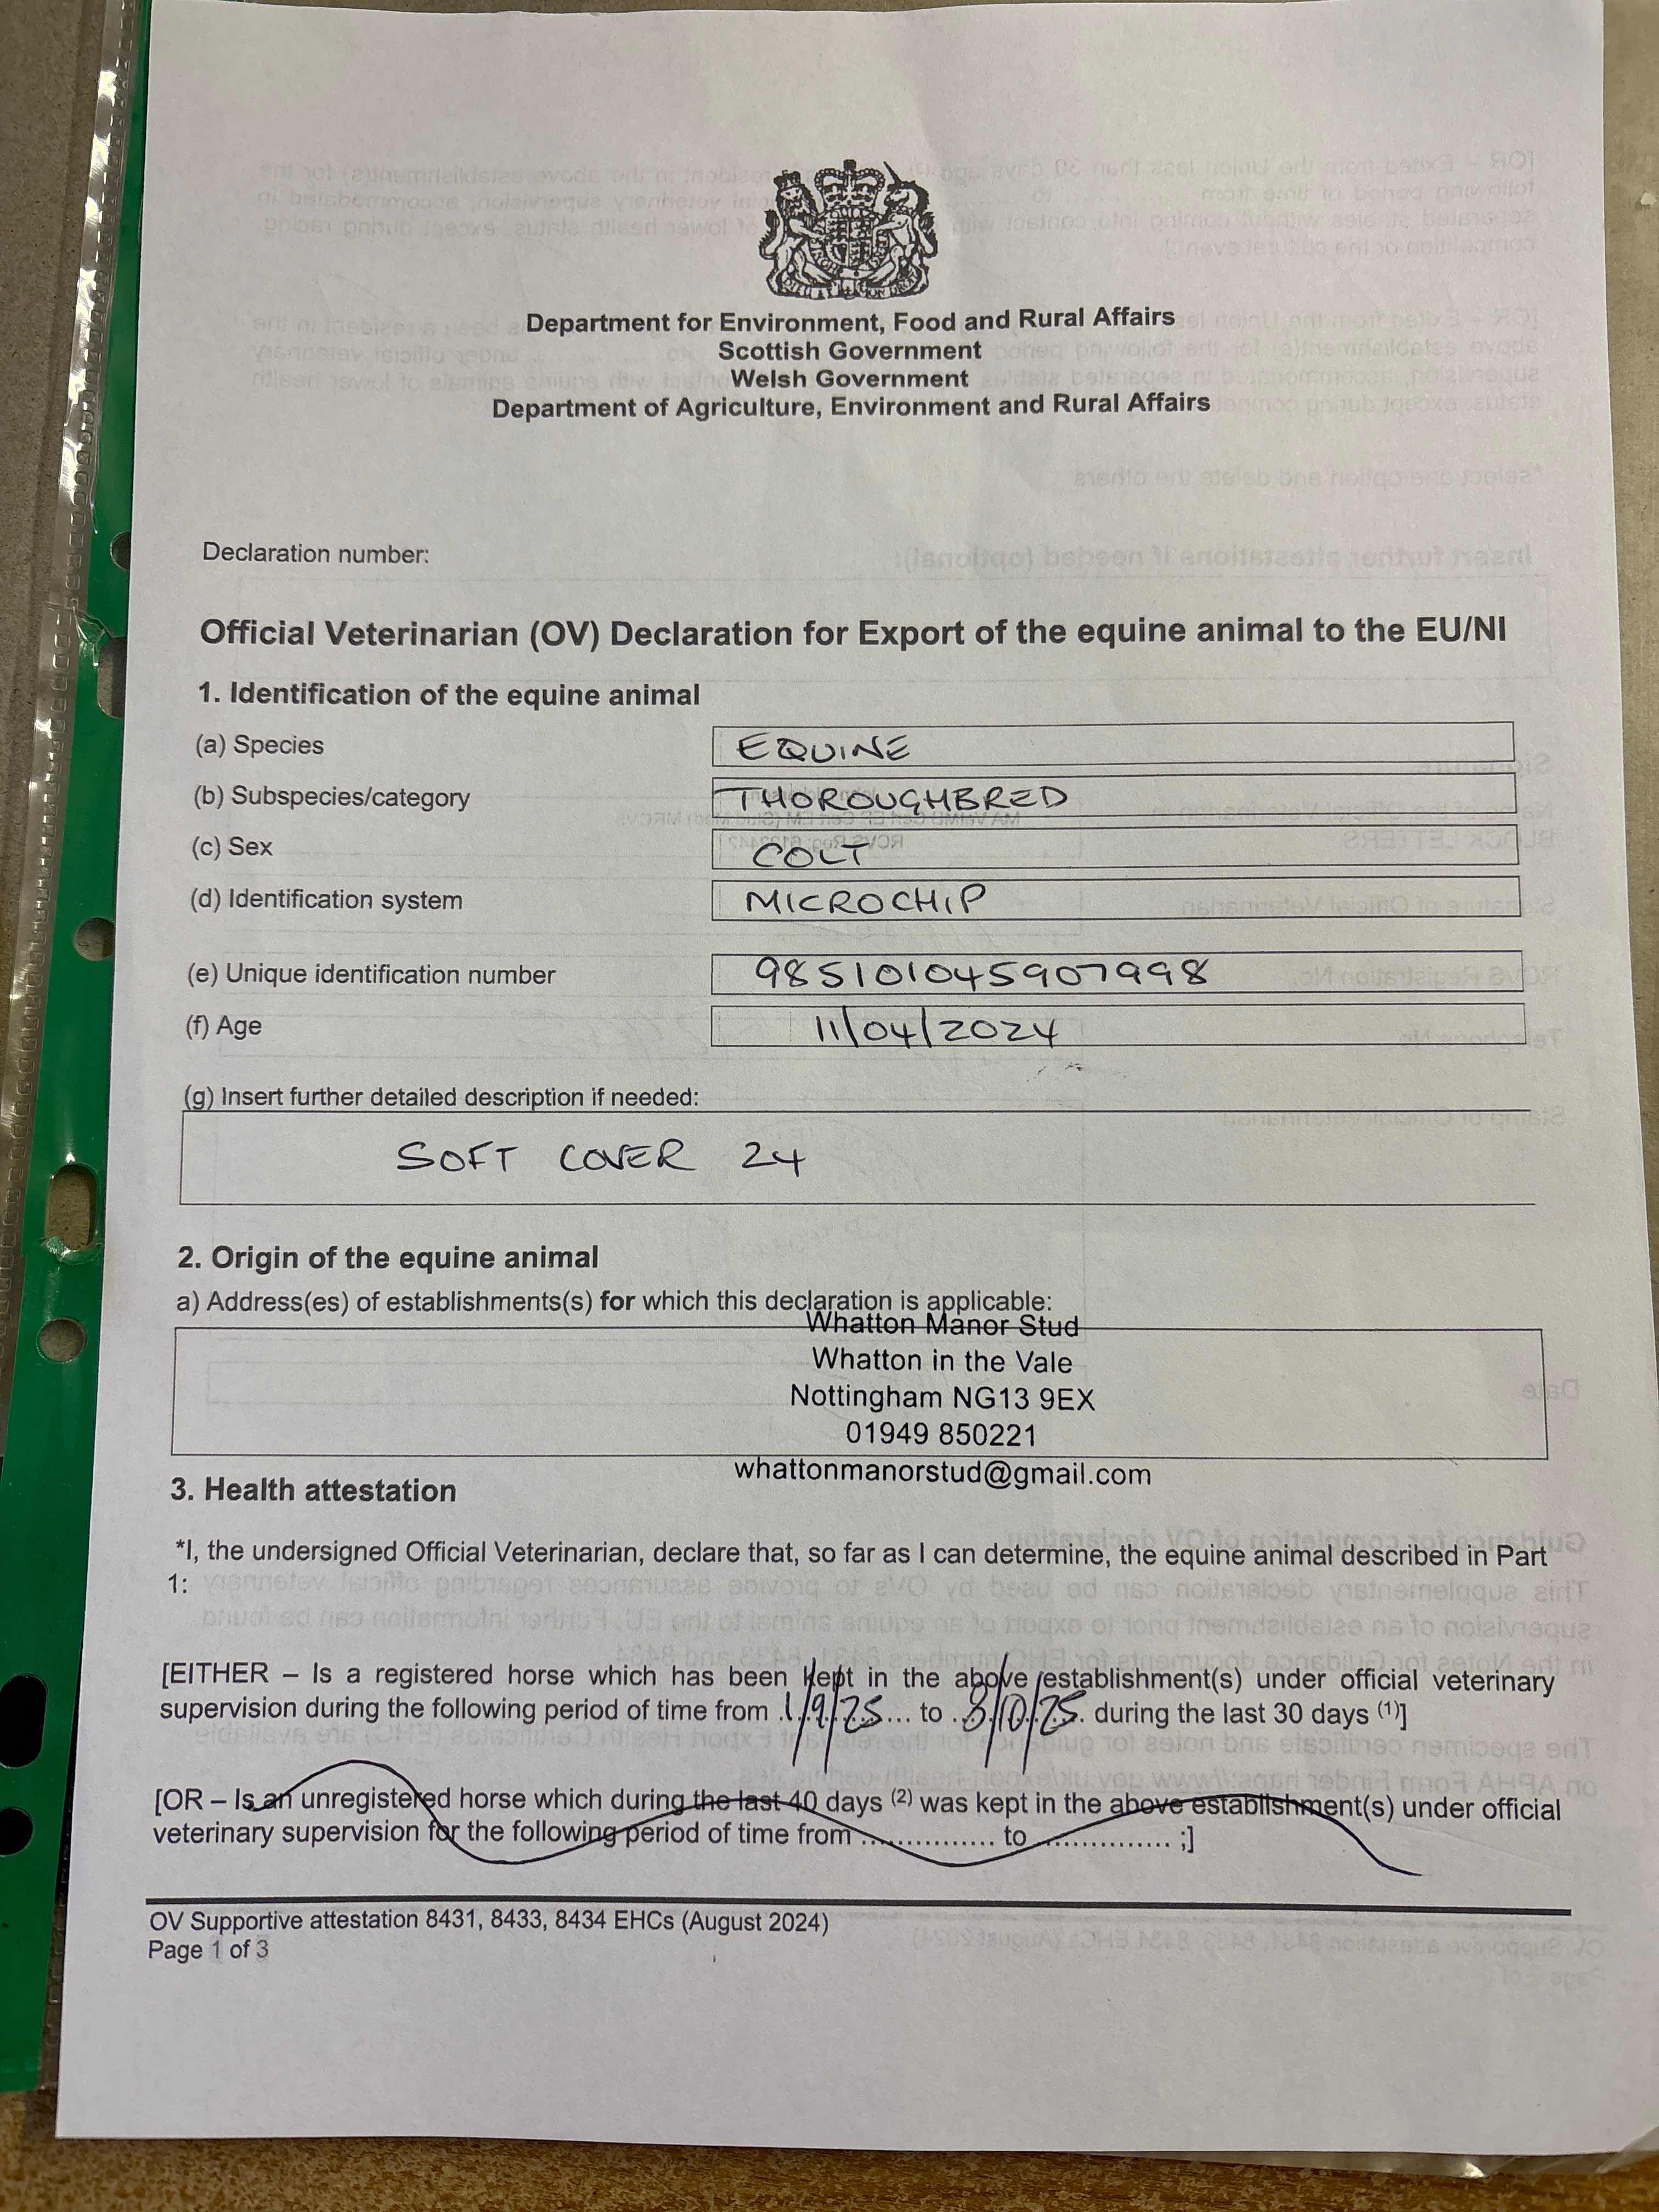 Department for Environment, Food and Rural Affairs
Scottish Government
Welsh Government
Department of Agriculture, Environment and Rural Affairs
Declaration number:
Official Veterinarian (OV) Declaration for Export of the equine animal to the EU/NI
1. Identification of the equine animal
(a) Species EQUINE
(b) Subspecies/category THOROUGHBRED
(c) Sex COLT
(d) Identification system MICROCHIP
(e) Unique identification number 985101045907998
(f) Age 11/04/2024
(g) Insert further detailed description if needed:
SOFT COVER 24
2. Origin of the equine animal
a) Address(es) of establishments(s) for which this declaration is applicable:
Whatton Manor Stud
Whatton in the Vale
Nottingham NG13 9EX
01949 850221
whattonmanorstud@gmail.com
3. Health attestation
*I, the undersigned Official Veterinarian, declare that, so far as I can determine, the equine animal described in Part
1:
[EITHER – Is a registered horse which has been kept in the above establishment(s) under official veterinary
supervision during the following period of time from 1/9/25 to 8/10/25 during the last 30 days (1)]
[OR – Is an unregistered horse which during the last 40 days (2) was kept in the above establishment(s) under official
veterinary supervision for the following period of time from .............. to ............... ;]
OV Supportive attestation 8431, 8433, 8434 EHCs (August 2024)
Page 1 of 3